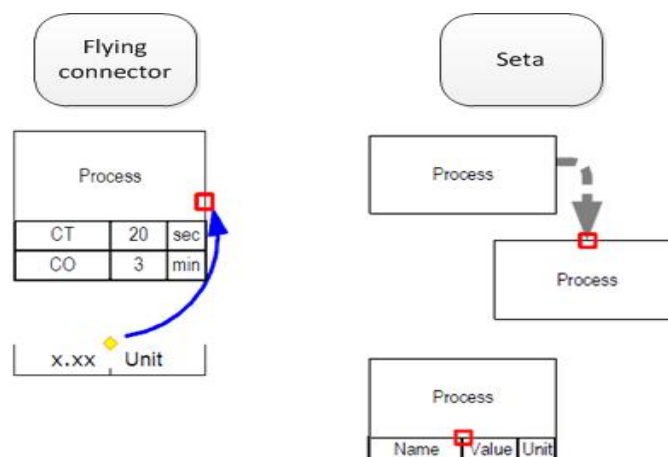 Flying
connector
Process
CT 20 sec
CO 3 min
x.xx Unit
Seta
Process
Process
Process
Name Value Unit